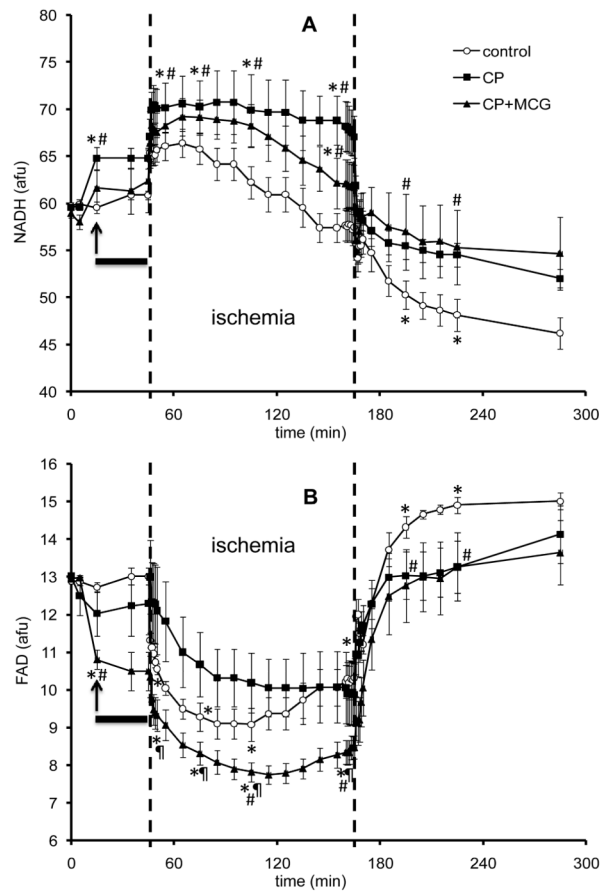 80
A
control
CP
CP+MCG
75
*# *# *# *#
70
*#
*#
65
NADH (afu)
60
# #
55
50
ischemia
* *
45
40
0 60 120 180 240 300
time (min)
16
B
* *
15
ischemia
14
# #
13
12
FAD (afu)
11
*
*#
10
*
*
9
*
*¶
8
*¶
*¶
#
*¶
#
7
6
0 60 120 180 240 300
time (min)